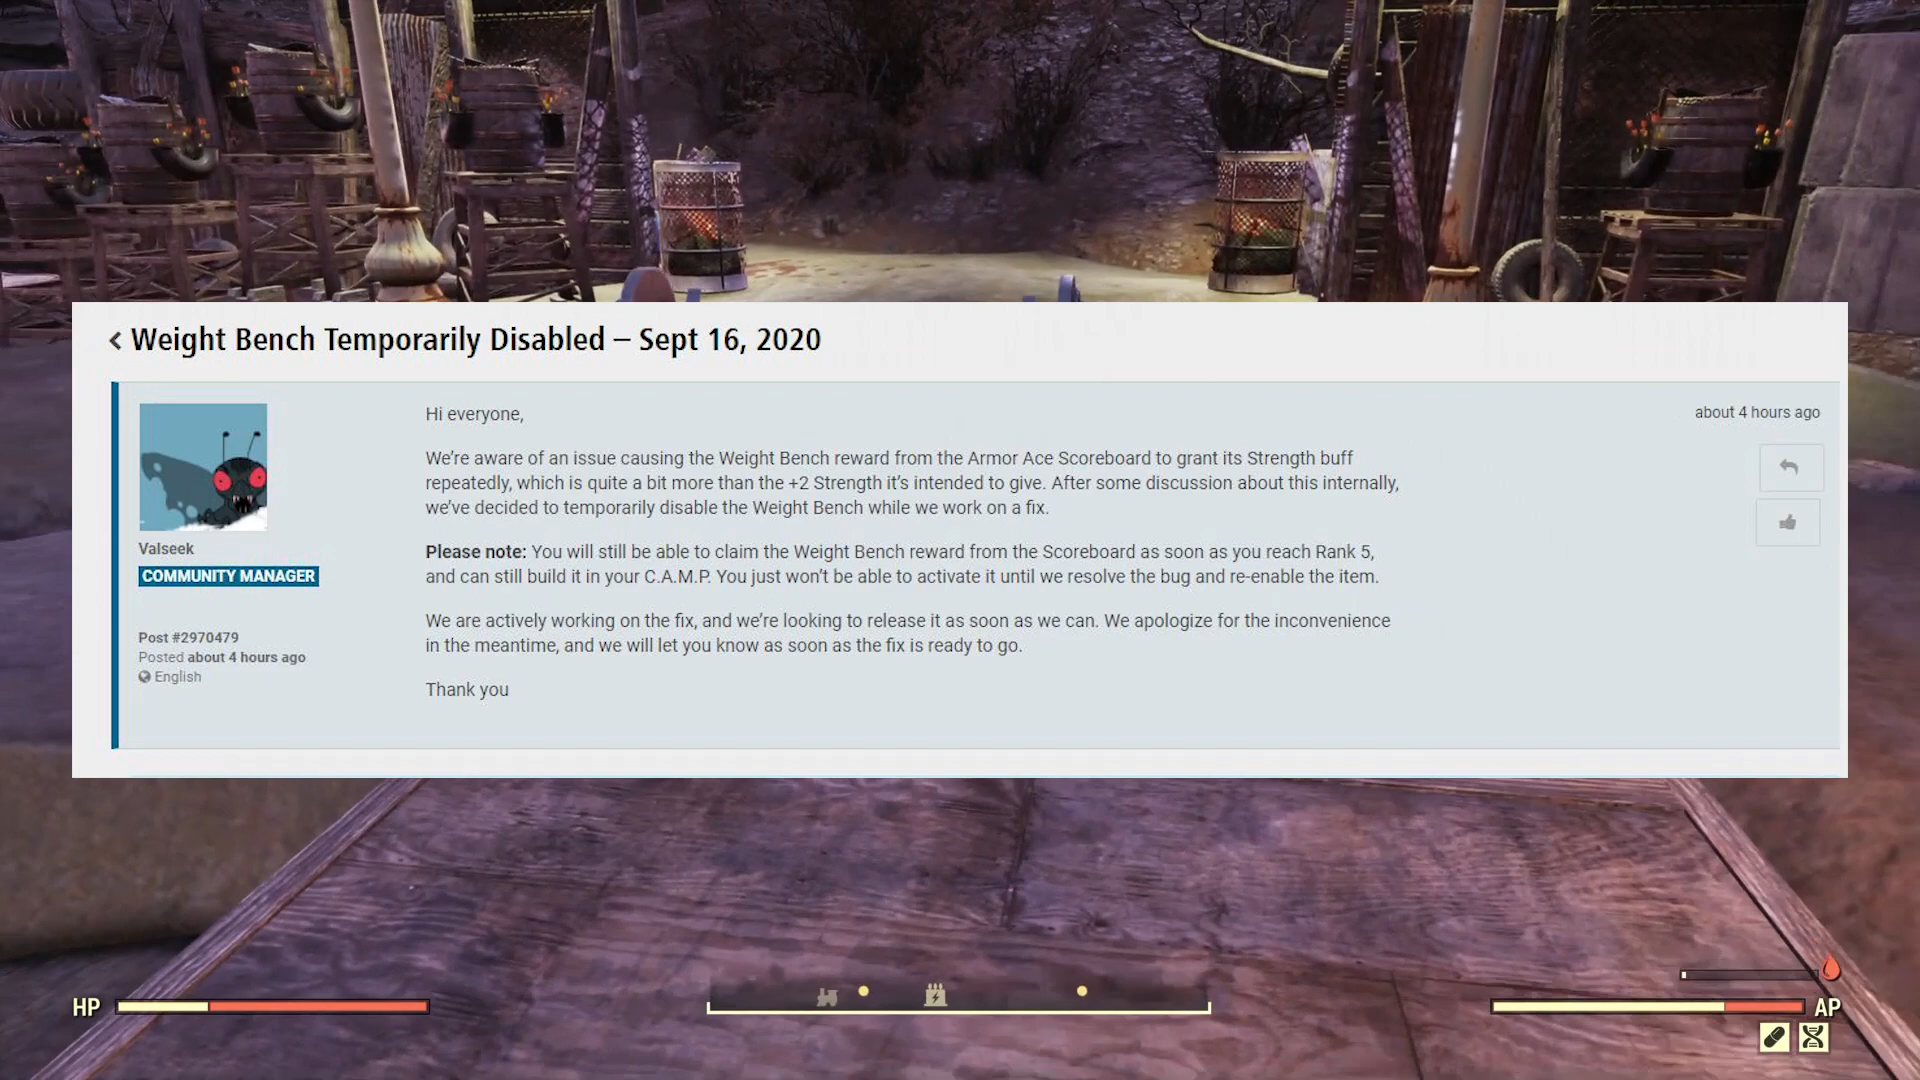 Weight Bench Temporarily Disabled – Sept 16, 2020
Hi everyone,
about 4 hours ago
We're aware of an issue causing the Weight Bench reward from the Armor Ace Scoreboard to grant its Strength buff
repeatedly, which is quite a bit more than the +2 Strength it's intended to give. After some discussion about this internally,
we've decided to temporarily disable the Weight Bench while we work on a fix.
Valseek
COMMUNITY MANAGER
Please note: You will still be able to claim the Weight Bench reward from the Scoreboard as soon as you reach Rank 5,
and can still build it in your C.A.M.P. You just won't be able to activate it until we resolve the bug and re-enable the item.
We are actively working on the fix, and we're looking to release it as soon as we can. We apologize for the inconvenience
in the meantime, and we will let you know as soon as the fix is ready to go.
Post #2970479
Posted about 4 hours ago
English
Thank you
HP
AP